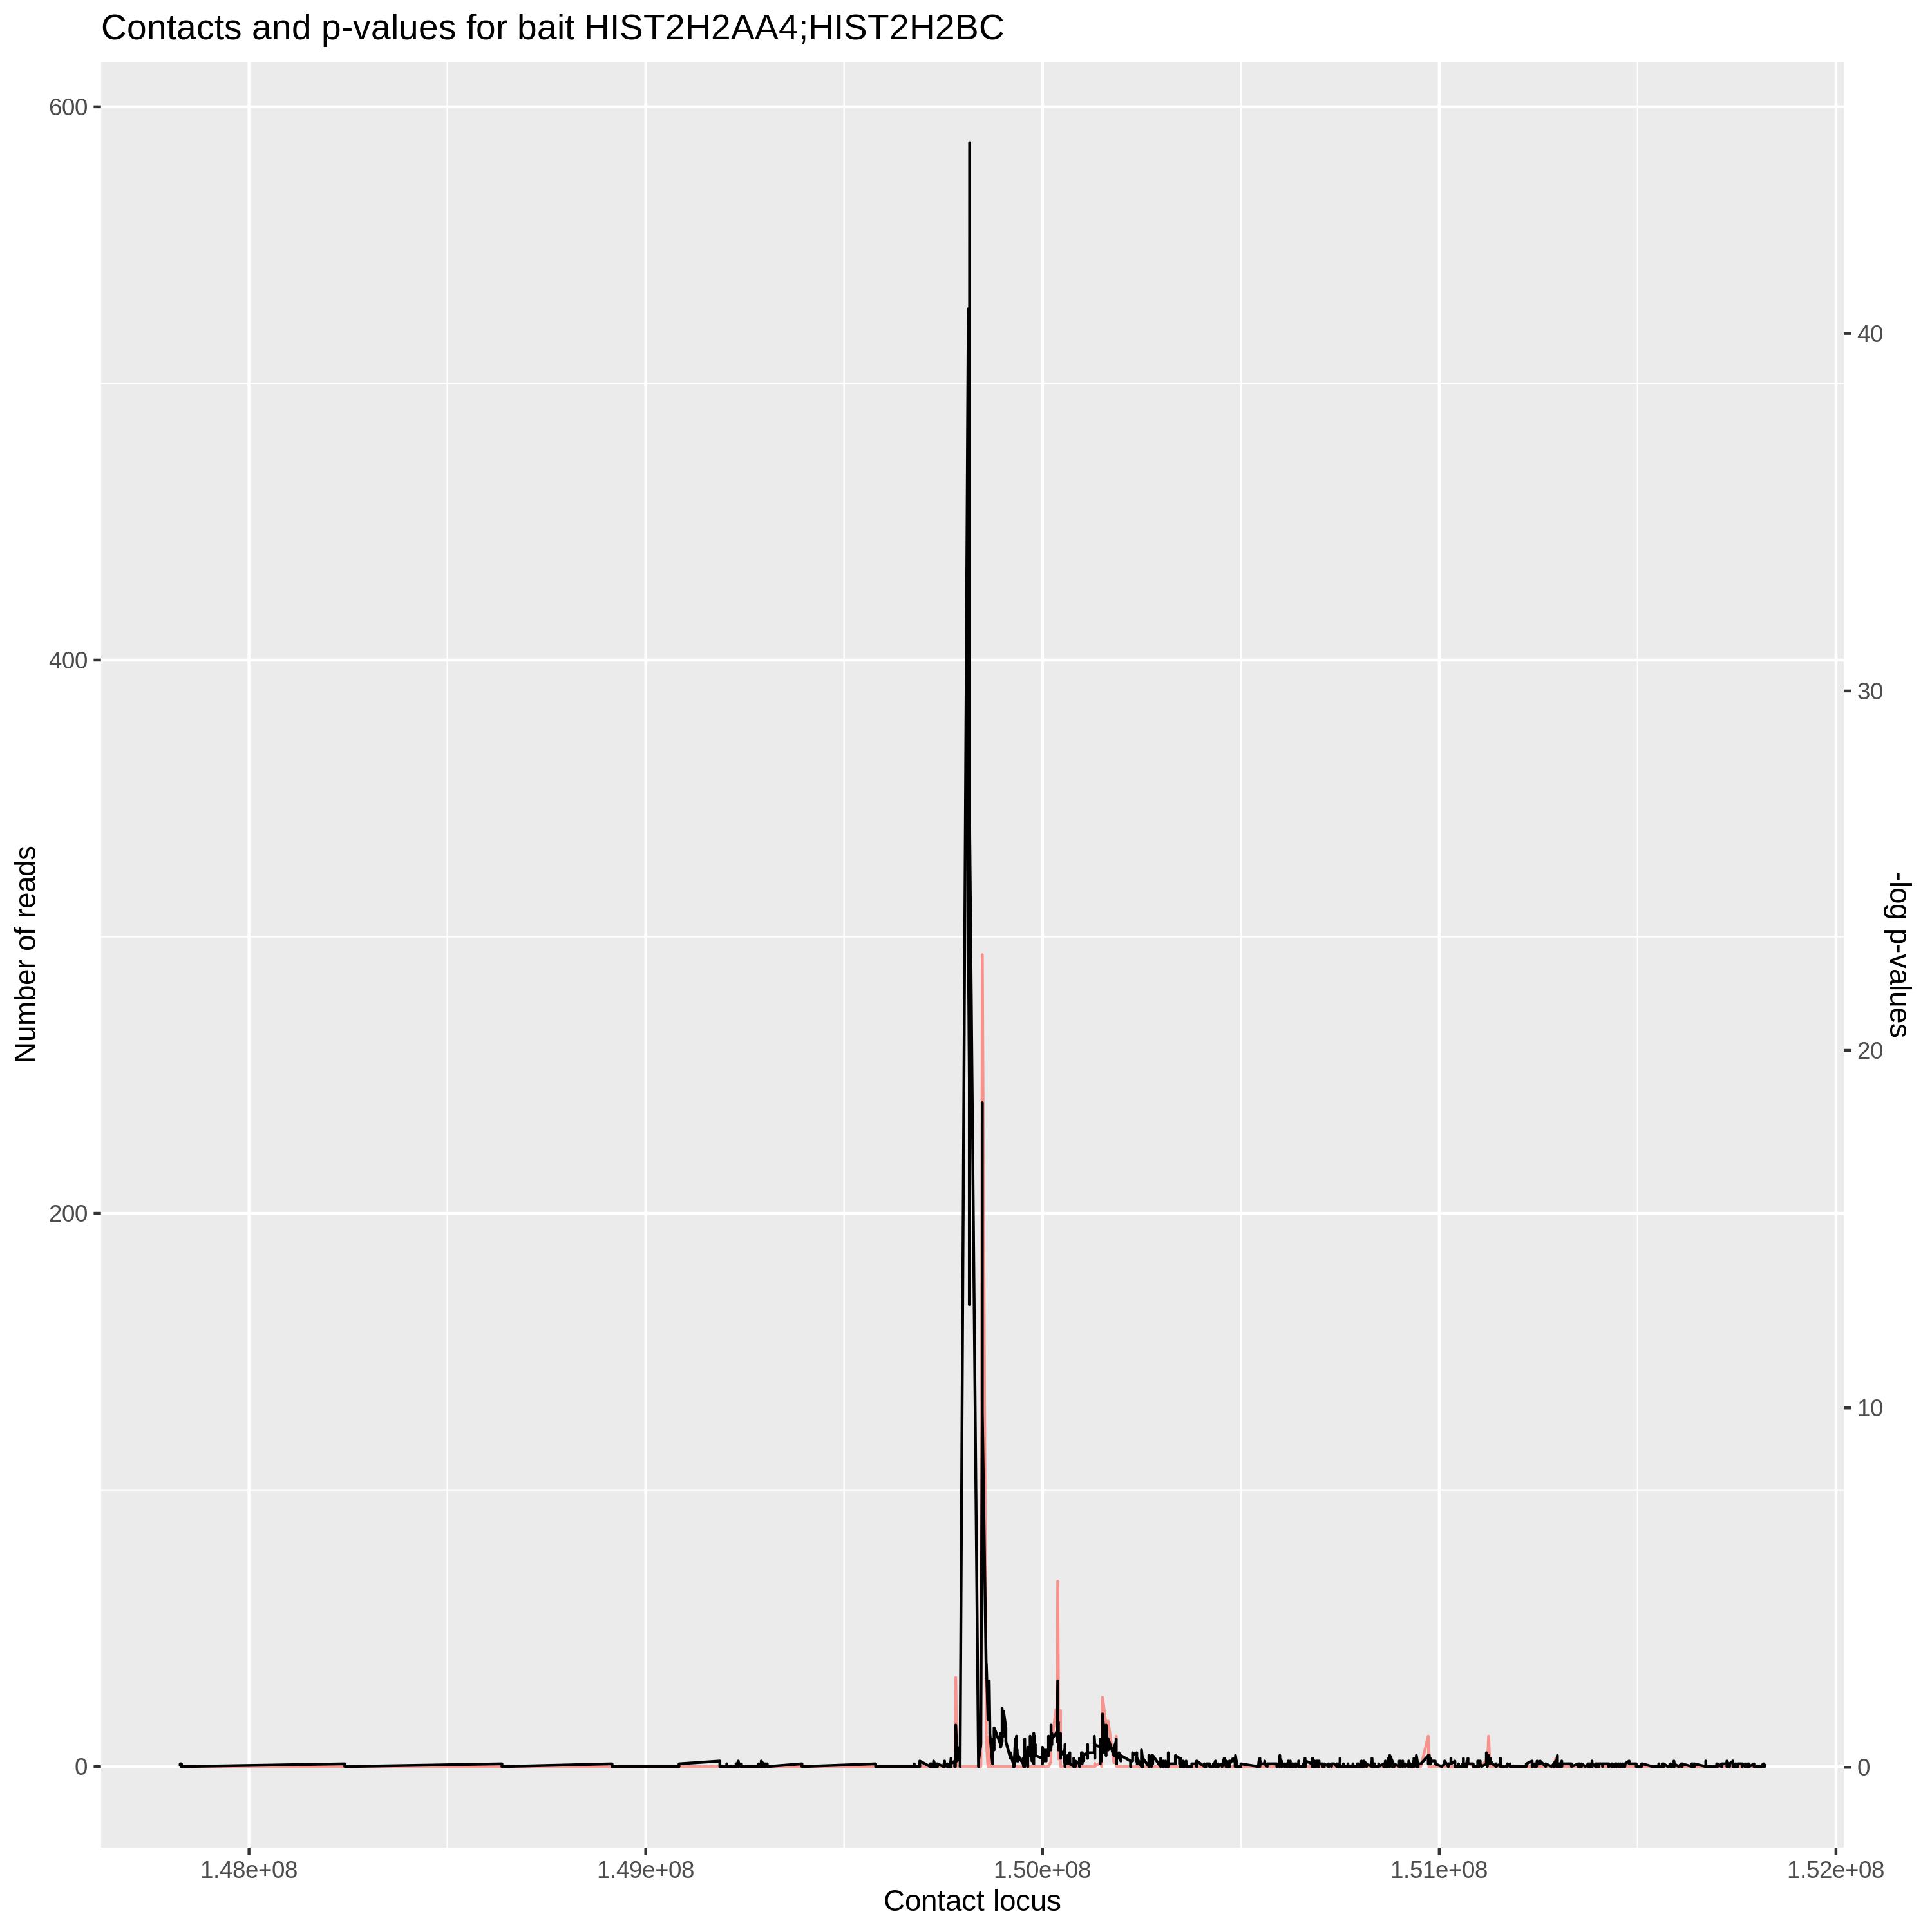 Contacts and p-values for bait HIST2H2AA4;HIST2H2BC
600
400
200
0
Number of reads
40
30
20
10
0
-log p-values
1.48e+08 1.49e+08 1.50e+08 1.51e+08 1.52e+08
Contact locus